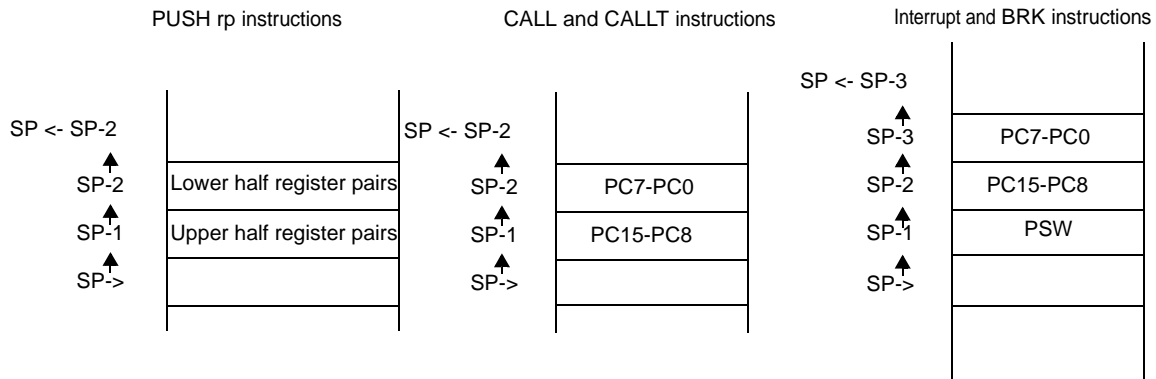 PUSH rp instructions
SP <- SP-2
SP-2
Lower half register pairs
SP-1
Upper half register pairs
SP->
CALL and CALLT instructions
SP <- SP-2
SP-2
PC7-PC0
SP-1
PC15-PC8
SP->
Interrupt and BRK instructions
SP <- SP-3
SP-3
PC7-PC0
SP-2
PC15-PC8
SP-1
PSW
SP->